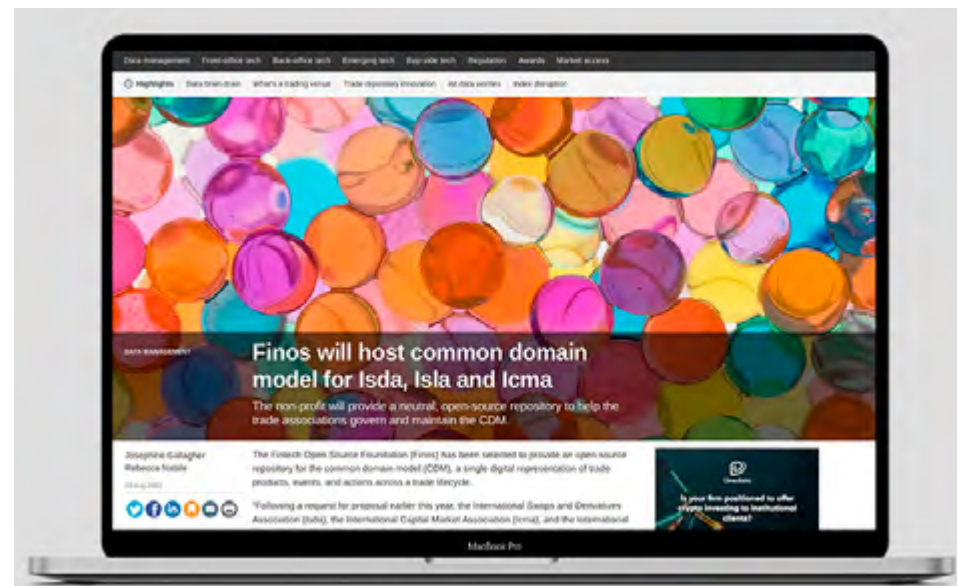 Data management Front-office tech Back-office tech Emerging tech Buy-side tech Regulation Awards Market access
Highlights Data brain drain What's a trading venue Trade repository innovation Alt data worries Index disruption
DATA MANAGEMENT
Finos will host common domain
model for Isda, Isla and Icma
The non-profit will provide a neutral, open-source repository to help the
trade associations govern and maintain the CDM.
Josephine Gallagher
Rebecca Natale
The Fintech Open Source Foundation (Finos) has been selected to provide an open-source
repository for the common domain model (CDM), a single digital representation of trade
products, events, and actions across a trade lifecycle.
"Following a request for proposal earlier this year, the International Swaps and Derivatives
Association (Isda), the International Capital Market Association (Icma), and the International
Is your firm positioned to offer
crypto investing to institutional
clients?
MacBook Pro